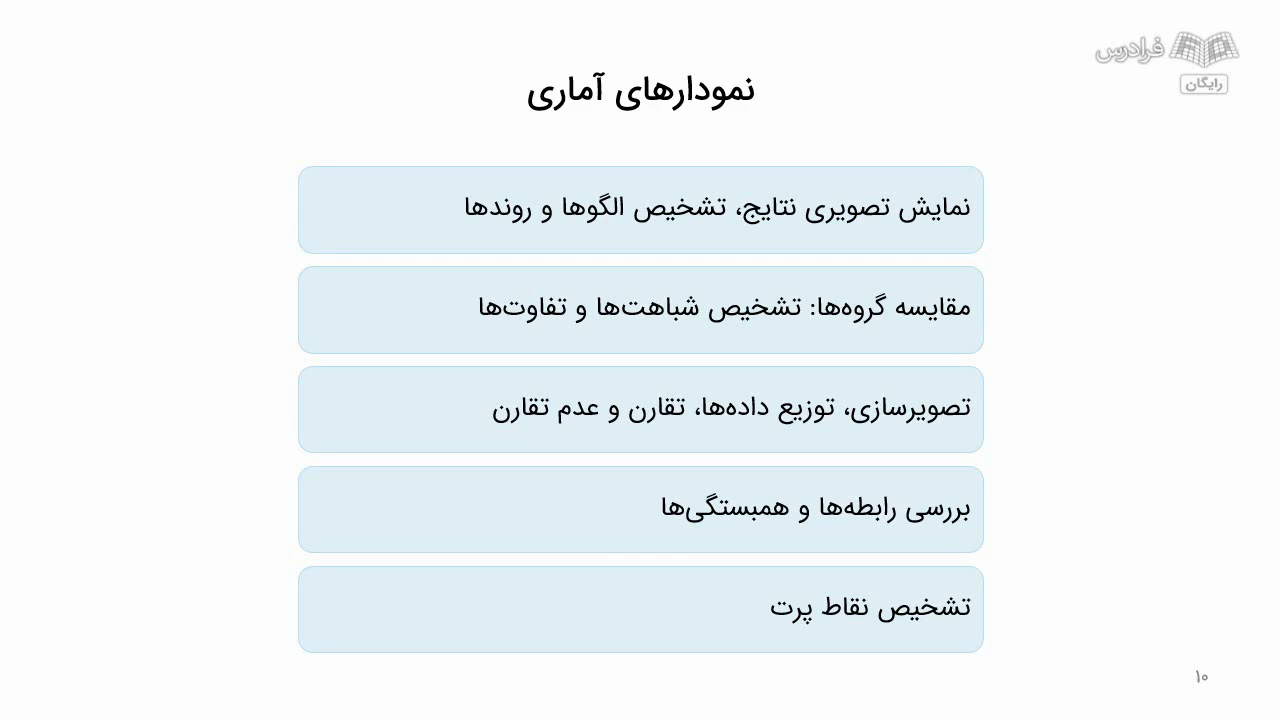 فرادرس
رایگان
نمودارهای آماری
نمایش تصویری نتایج، تشخیص الگوها و روندها
مقایسه گروه‌ها: تشخیص شباهت‌ها و تفاوت‌ها
تصویرسازی، توزیع داده‌ها، تقارن و عدم تقارن
بررسی رابطه‌ها و همبستگی‌ها
تشخیص نقاط پرت
۱۰